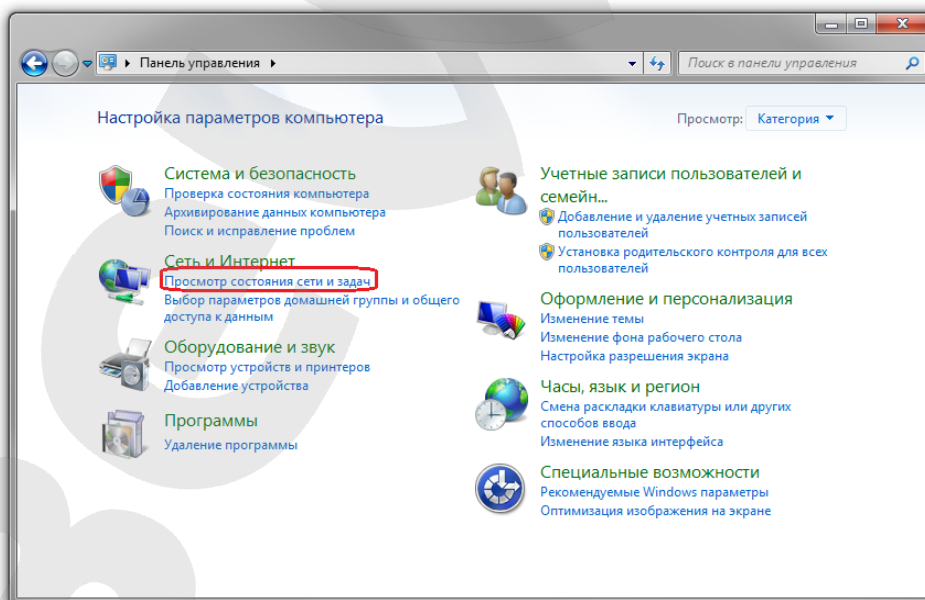 Панель управления
Поиск в панели управления
Настройка параметров компьютера
Просмотр: Категория
Система и безопасность
Проверка состояния компьютера
Архивирование данных компьютера
Поиск и исправление проблем
Сеть и Интернет
Просмотр состояния сети и задач
Выбор параметров домашней группы и общего
доступа к данным
Оборудование и звук
Просмотр устройств и принтеров
Добавление устройства
Программы
Удаление программы
Учетные записи пользователей и
семейн...
Добавление и удаление учетных записей
пользователей
Установка родительского контроля для всех
пользователей
Оформление и персонализация
Изменение темы
Изменение фона рабочего стола
Настройка разрешения экрана
Часы, язык и регион
Смена раскладки клавиатуры или других
способов ввода
Изменение языка интерфейса
Специальные возможности
Рекомендуемые Windows параметры
Оптимизация изображения на экране